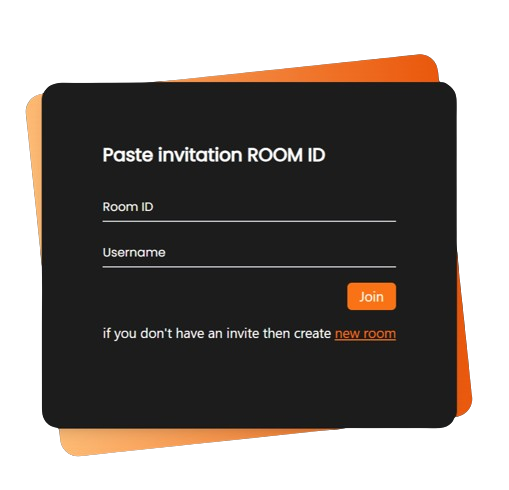 Paste invitation ROOM ID
Room ID
Username
Join
if you don't have an invite then create new room